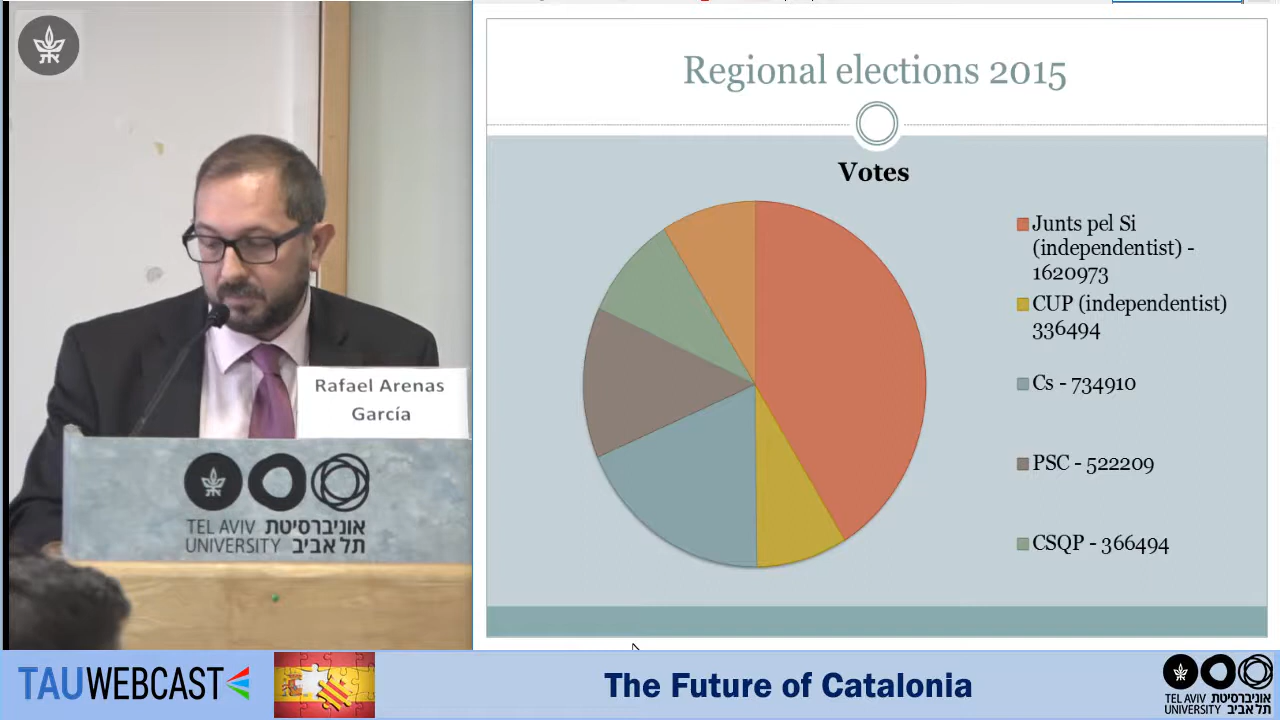 Regional elections 2015
Votes
Junts pel Si
(independentist) -
1620973
CUP (independentist)
336494
Cs - 734910
PSC - 522209
CSQP - 366494
Rafael Arenas
García
TEL AVIV אוניברסיטת
UNIVERSITY תל אביב
TAUWEBCAST
The Future of Catalonia
TEL AVIV אוניברסיטת
UNIVERSITY תל אביב